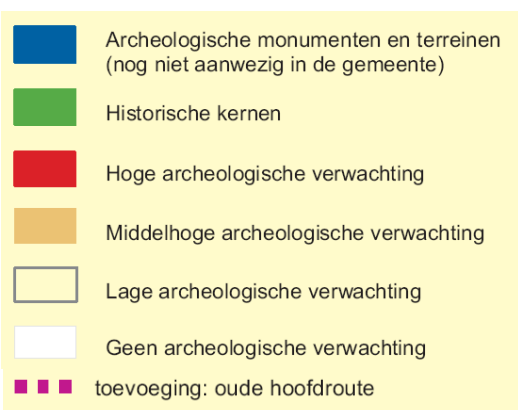 Archeologische monumenten en terreinen
(nog niet aanwezig in de gemeente)
Historische kernen
Hoge archeologische verwachting
Middelhoge archeologische verwachting
Lage archeologische verwachting
Geen archeologische verwachting
toevoeging: oude hoofdroute